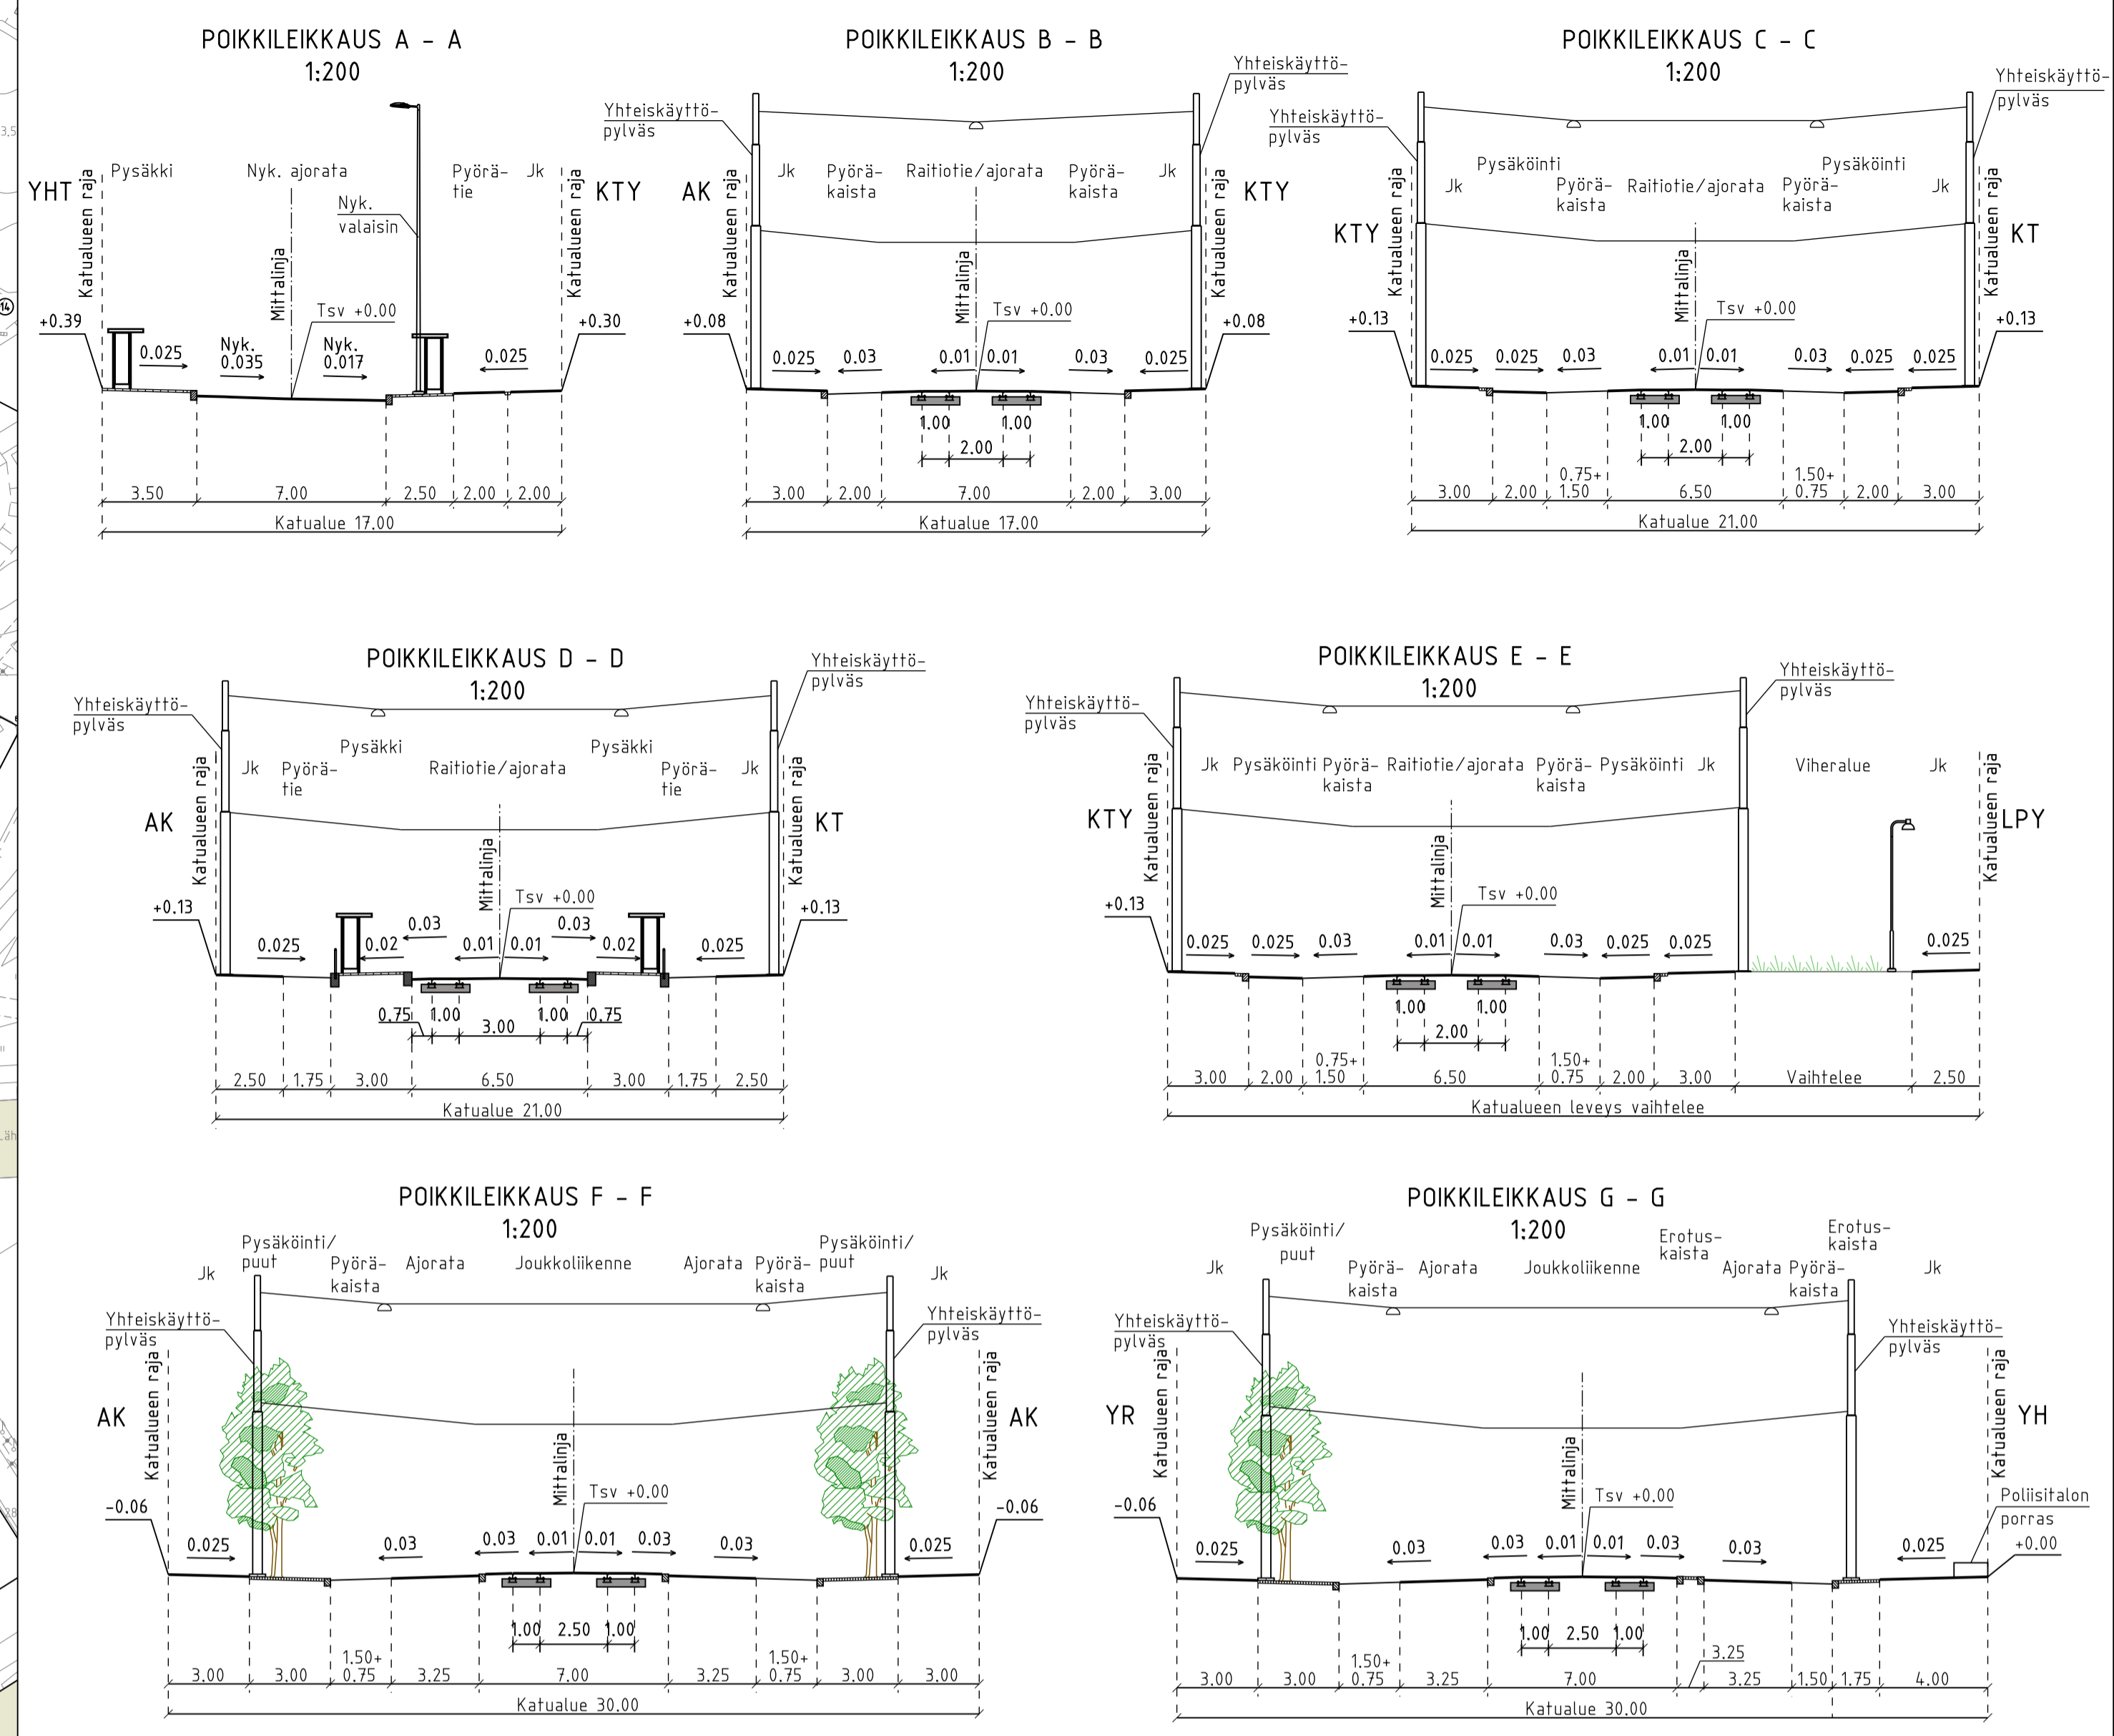 POIKKILEIKKAUS A - A
1:200
YHT
Katualueen raja
Pysäkki
Nyk. ajorata
Mittalinja
Nyk.
valaisin
Pyörä-
tie
Jk
Katualueen raja
KTY
+0.39
Tsv +0.00
+0.30
0.025
Nyk.
0.035
Nyk.
0.017
0.025
3.50
7.00
2.50
2.00
2.00
Katualue 17.00
POIKKILEIKKAUS B - B
1:200
Yhteiskäyttö-
pylväs
Yhteiskäyttö-
pylväs
AK
Katualueen raja
Jk
Pyörä-
kaista
Raitiotie/ajorata
Pyörä-
kaista
Jk
Katualueen raja
KTY
Mittalinja
+0.08
Tsv +0.00
+0.08
0.025
0.03
0.01
0.01
0.03
0.025
1.00
1.00
2.00
3.00
2.00
7.00
2.00
3.00
Katualue 17.00
POIKKILEIKKAUS C - C
1:200
Yhteiskäyttö-
pylväs
Yhteiskäyttö-
pylväs
KTY
Katualueen raja
Jk
Pysäköinti
Pyörä-
kaista
Raitiotie/ajorata
Pyörä-
kaista
Pysäköinti
Jk
Katualueen raja
KT
Mittalinja
+0.13
Tsv +0.00
+0.13
0.025
0.025
0.03
0.01
0.01
0.03
0.025
0.025
1.00
1.00
2.00
3.00
2.00
0.75+
1.50
6.50
1.50+
0.75
2.00
3.00
Katualue 21.00
POIKKILEIKKAUS D - D
1:200
Yhteiskäyttö-
pylväs
Yhteiskäyttö-
pylväs
AK
Katualueen raja
Jk
Pyörä-
tie
Pysäkki
Raitiotie/ajorata
Pysäkki
Pyörä-
tie
Jk
Katualueen raja
KT
Mittalinja
+0.13
Tsv +0.00
+0.13
0.025
0.02
0.03
0.01
0.01
0.03
0.02
0.025
0.75
1.00
3.00
1.00
0.75
2.50
1.75
3.00
6.50
3.00
1.75
2.50
Katualue 21.00
POIKKILEIKKAUS E - E
1:200
Yhteiskäyttö-
pylväs
Yhteiskäyttö-
pylväs
KTY
Katualueen raja
Jk
Pysäköinti
Pyörä-
kaista
Raitiotie/ajorata
Pyörä-
kaista
Pysäköinti
Jk
Viheralue
Jk
Katualueen raja
LPY
Mittalinja
+0.13
Tsv +0.00
0.025
0.025
0.03
0.01
0.01
0.03
0.025
0.025
0.025
1.00
1.00
2.00
3.00
2.00
0.75+
1.50
6.50
1.50+
0.75
2.00
3.00
Vaihtelee
2.50
Katualueen leveys vaihtelee
POIKKILEIKKAUS F - F
1:200
Jk
Pysäköinti/
puut
Pyörä-
kaista
Ajorata
Joukkoliikenne
Ajorata
Pyörä-
kaista
Pysäköinti/
puut
Jk
Yhteiskäyttö-
pylväs
Yhteiskäyttö-
pylväs
AK
Katualueen raja
Mittalinja
Katualueen raja
AK
-0.06
Tsv +0.00
-0.06
0.025
0.03
0.03
0.01
0.01
0.03
0.03
0.025
1.00
2.50
1.00
3.00
3.00
1.50+
0.75
3.25
7.00
3.25
1.50+
0.75
3.00
3.00
Katualue 30.00
POIKKILEIKKAUS G - G
1:200
Jk
Pysäköinti/
puut
Pyörä-
kaista
Ajorata
Joukkoliikenne
Erotus-
kaista
Ajorata
Pyörä-
kaista
Erotus-
kaista
Jk
Yhteiskäyttö-
pylväs
Yhteiskäyttö-
pylväs
YR
Katualueen raja
Mittalinja
Katualueen raja
YH
-0.06
Tsv +0.00
Poliisitalon
porras
+0.00
0.025
0.03
0.03
0.01
0.01
0.03
0.03
0.025
1.00
2.50
1.00
3.00
3.00
1.50+
0.75
3.25
7.00
3.25
3.25
1.50
1.75
4.00
Katualue 30.00
3.5
14